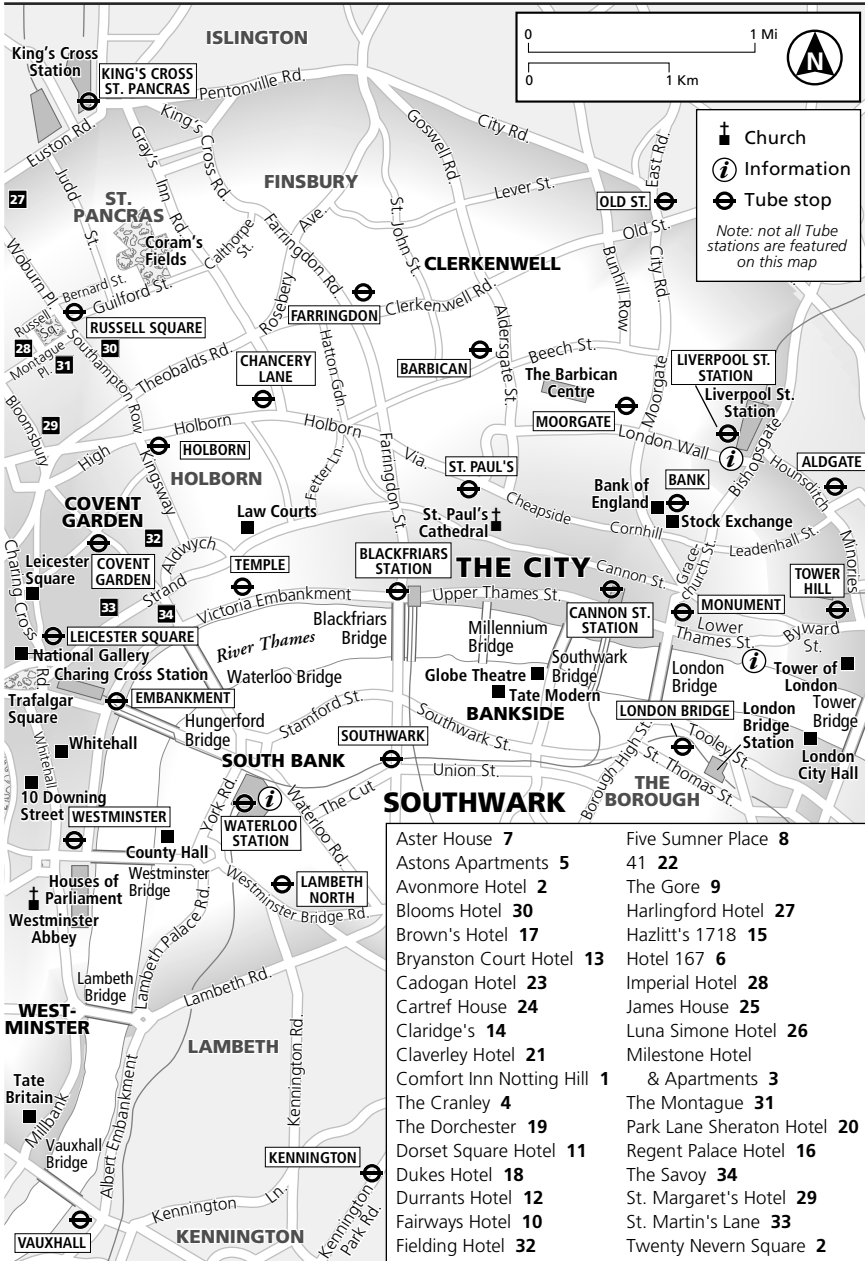 ISLINGTON
King's Cross
Station
KING'S CROSS
ST. PANCRAS
Pentonville Rd.
0 1 Mi
0 1 Km
N
Church
i Information
Tube stop
Note: not all Tube
stations are featured
on this map
Euston Rd.
Judd St.
Gray's Inn Rd.
King's Cross Rd.
Goswell Rd.
City Rd.
East Rd.
27
ST.
PANCRAS
FINSBURY
Lever St.
OLD ST.
Old St.
Coram's
Fields
Calthorpe
St.
Ave.
Rosebery
Farringdon Rd.
St. John St.
CLERKENWELL
Bunhill Row
City Rd.
Woburn Pl.
Bernard St.
Guilford St.
Russell
Sq.
RUSSELL SQUARE
FARRINGDON
Clerkenwell Rd.
Aldersgate St.
28
Montague
Pl.
31
30
Southampton Row
Theobalds Rd.
Hatton Gdn.
BARBICAN
Beech St.
The Barbican
Centre
Moorgate
LIVERPOOL ST.
STATION
Liverpool St.
Station
CHANCERY
LANE
MOORGATE
Bloomsbury
29
High
Holborn
HOLBORN
Holborn
Via.
London Wall
i
Bishopsgate
Hounsditch
ALDGATE
Kingsway
HOLBORN
Fetter Ln.
Farringdon St.
ST. PAUL'S
Cheapside
Bank of
England
BANK
Stock Exchange
COVENT
GARDEN
Law Courts
St. Paul's
Cathedral
Cornhill
Leadenhall St.
Minories
Charing Cross
Rd.
Leicester
Square
COVENT
GARDEN
32
Aldwych
Strand
TEMPLE
BLACKFRIARS
STATION
THE CITY
Cannon St.
Grace-
church St.
TOWER
HILL
33
34
Victoria Embankment
Upper Thames St.
CANNON ST.
STATION
MONUMENT
Lower
Thames St.
Byward
St.
LEICESTER SQUARE
National Gallery
River Thames
Blackfriars
Bridge
Millennium
Bridge
Southwark
Bridge
London
Bridge
i
Tower of
London
Charing Cross Station
Waterloo Bridge
Globe Theatre
Tate Modern
Trafalgar
Square
EMBANKMENT
Hungerford
Bridge
Stamford St.
BANKSIDE
LONDON BRIDGE
London
Bridge
Station
Tower
Bridge
Whitehall
Whitehall
SOUTH BANK
SOUTHWARK
Southwark St.
Borough High St.
Tooley St.
St. Thomas St.
London
City Hall
10 Downing
Street
York Rd.
i
WATERLOO
STATION
Waterloo Rd.
The Cut
Union St.
SOUTHWARK
THE
BOROUGH
WESTMINSTER
County Hall
Westminster
Bridge
Houses of
Parliament
Westminster
Abbey
LAMBETH
NORTH
Westminster Bridge Rd.
Lambeth Palace Rd.
Lambeth
Bridge
Lambeth Rd.
WEST-
MINSTER
LAMBETH
Kennington Rd.
Tate
Britain
Millbank
Vauxhall
Bridge
Albert Embankment
KENNINGTON
Kennington
Ln.
Kennington
Park Rd.
VAUXHALL
KENNINGTON
Aster House 7
Astons Apartments 5
Avonmore Hotel 2
Blooms Hotel 30
Brown's Hotel 17
Bryanston Court Hotel 13
Cadogan Hotel 23
Cartref House 24
Claridge's 14
Claverley Hotel 21
Comfort Inn Notting Hill 1
The Cranley 4
The Dorchester 19
Dorset Square Hotel 11
Dukes Hotel 18
Durrants Hotel 12
Fairways Hotel 10
Fielding Hotel 32
Five Sumner Place 8
41 22
The Gore 9
Harlingford Hotel 27
Hazlitt's 1718 15
Hotel 167 6
Imperial Hotel 28
James House 25
Luna Simone Hotel 26
Milestone Hotel
& Apartments 3
The Montague 31
Park Lane Sheraton Hotel 20
Regent Palace Hotel 16
The Savoy 34
St. Margaret's Hotel 29
St. Martin's Lane 33
Twenty Nevern Square 2